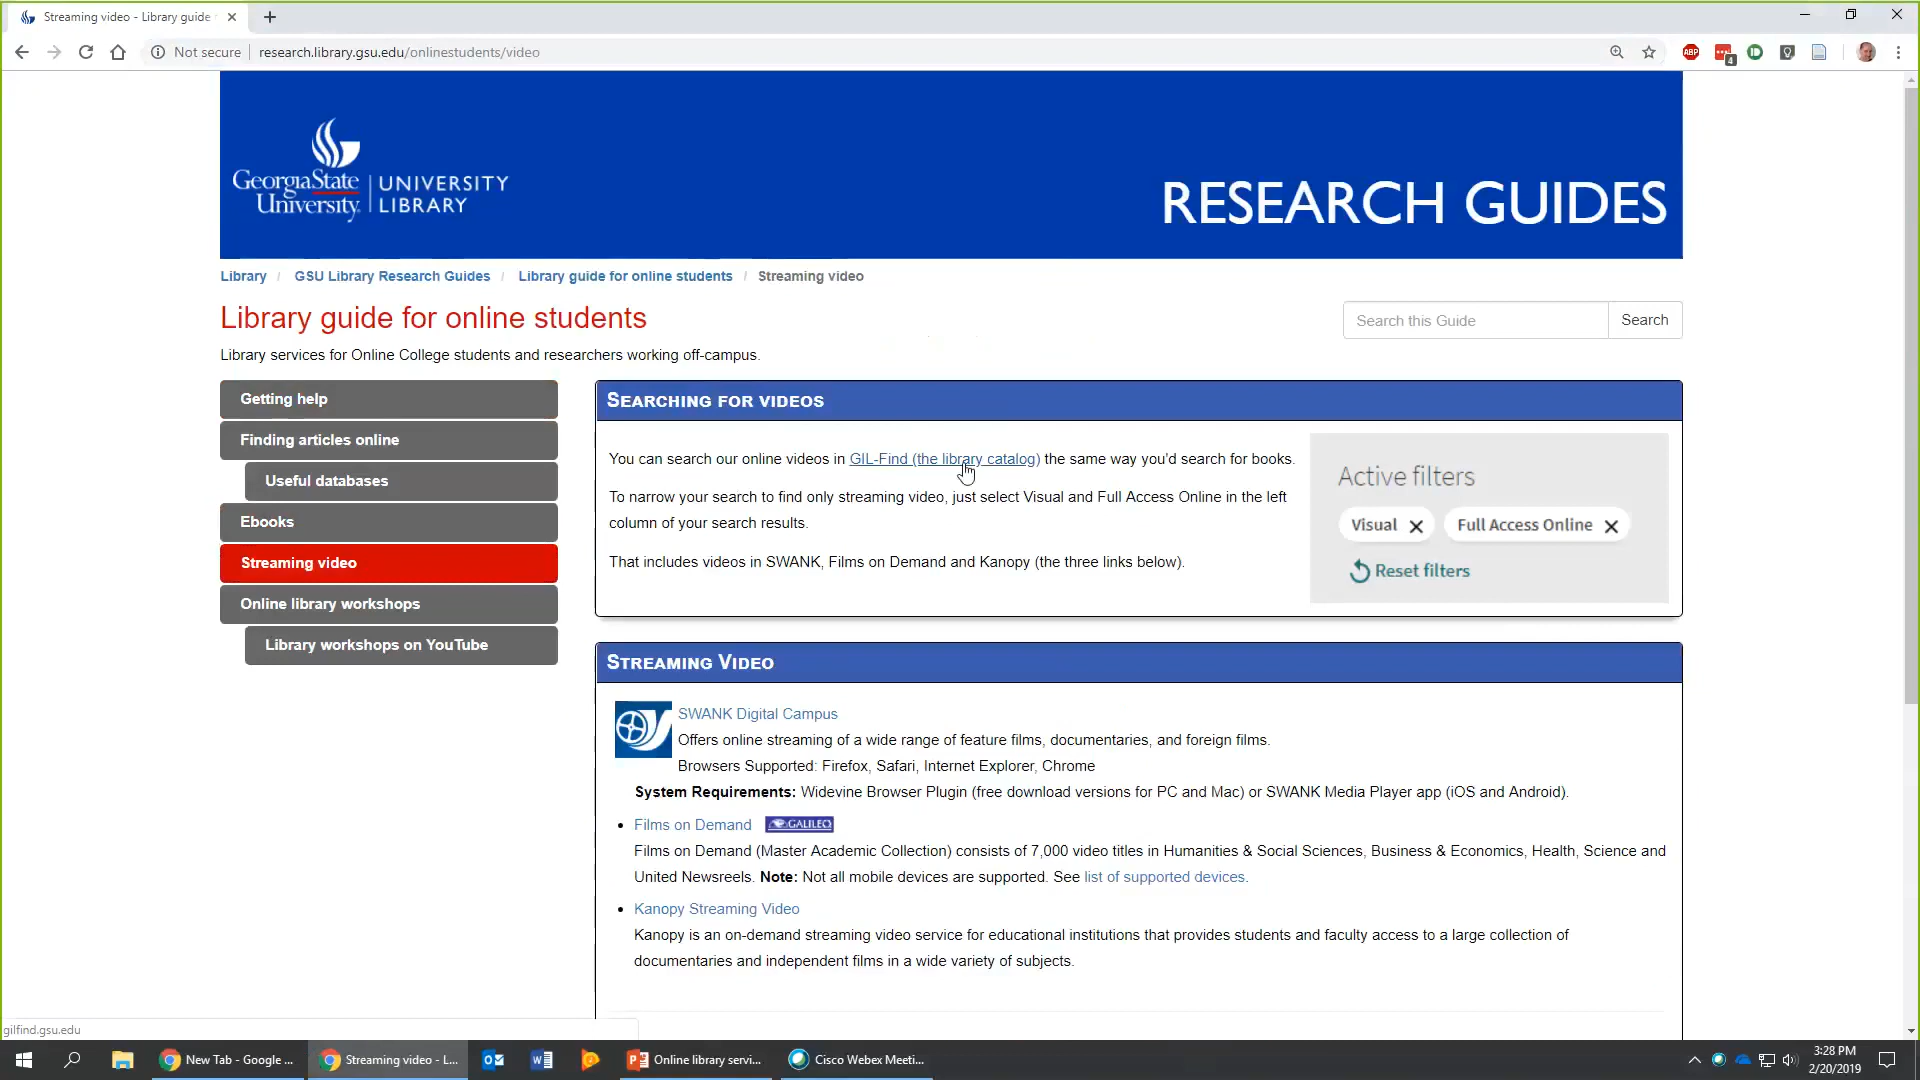 Streaming video - Library guide
Not secure
research.library.gsu.edu/onlinestudents/video
ABP
4
Georgia State
University
UNIVERSITY
LIBRARY
RESEARCH GUIDES
Library / GSU Library Research Guides / Library guide for online students / Streaming video
Library guide for online students
Search this Guide
Search
Library services for Online College students and researchers working off-campus.
Getting help
Finding articles online
Useful databases
Ebooks
Streaming video
Online library workshops
Library workshops on YouTube
SEARCHING FOR VIDEOS
You can search our online videos in GIL-Find (the library catalog) the same way you'd search for books.
To narrow your search to find only streaming video, just select Visual and Full Access Online in the left
column of your search results.
That includes videos in SWANK, Films on Demand and Kanopy (the three links below).
Active filters
Visual
Full Access Online
Reset filters
STREAMING VIDEO
SWANK Digital Campus
Offers online streaming of a wide range of feature films, documentaries, and foreign films.
Browsers Supported: Firefox, Safari, Internet Explorer, Chrome
System Requirements: Widevine Browser Plugin (free download versions for PC and Mac) or SWANK Media Player app (iOS and Android).
Films on Demand GALILEO
Films on Demand (Master Academic Collection) consists of 7,000 video titles in Humanities & Social Sciences, Business & Economics, Health, Science and
United Newsreels. Note: Not all mobile devices are supported. See list of supported devices.
Kanopy Streaming Video
Kanopy is an on-demand streaming video service for educational institutions that provides students and faculty access to a large collection of
documentaries and independent films in a wide variety of subjects.
gilfind.gsu.edu
New Tab - Google ...
Streaming video - L...
Online library servi...
Cisco Webex Meeti...
3:28 PM
2/20/2019